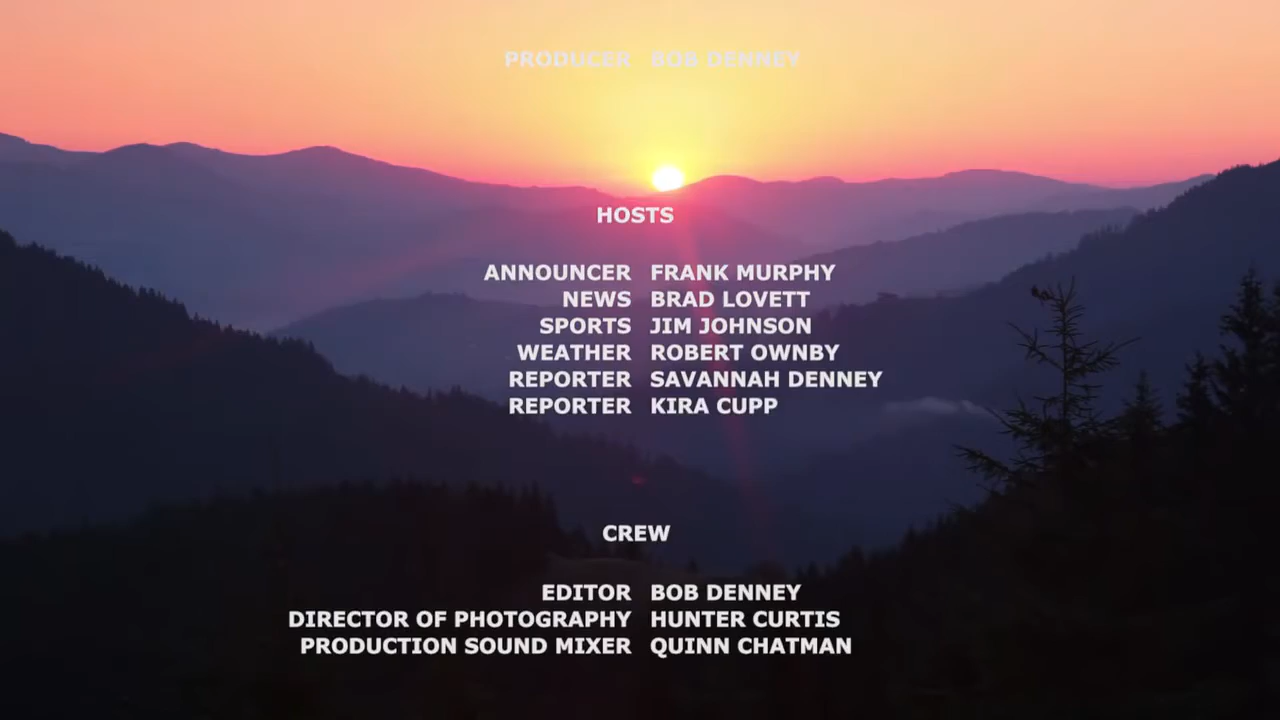 PRODUCER BOB DENNEY
HOSTS
ANNOUNCER FRANK MURPHY
NEWS BRAD LOVETT
SPORTS JIM JOHNSON
WEATHER ROBERT OWNBY
REPORTER SAVANNAH DENNEY
REPORTER KIRA CUPP
CREW
EDITOR BOB DENNEY
DIRECTOR OF PHOTOGRAPHY HUNTER CURTIS
PRODUCTION SOUND MIXER QUINN CHATMAN